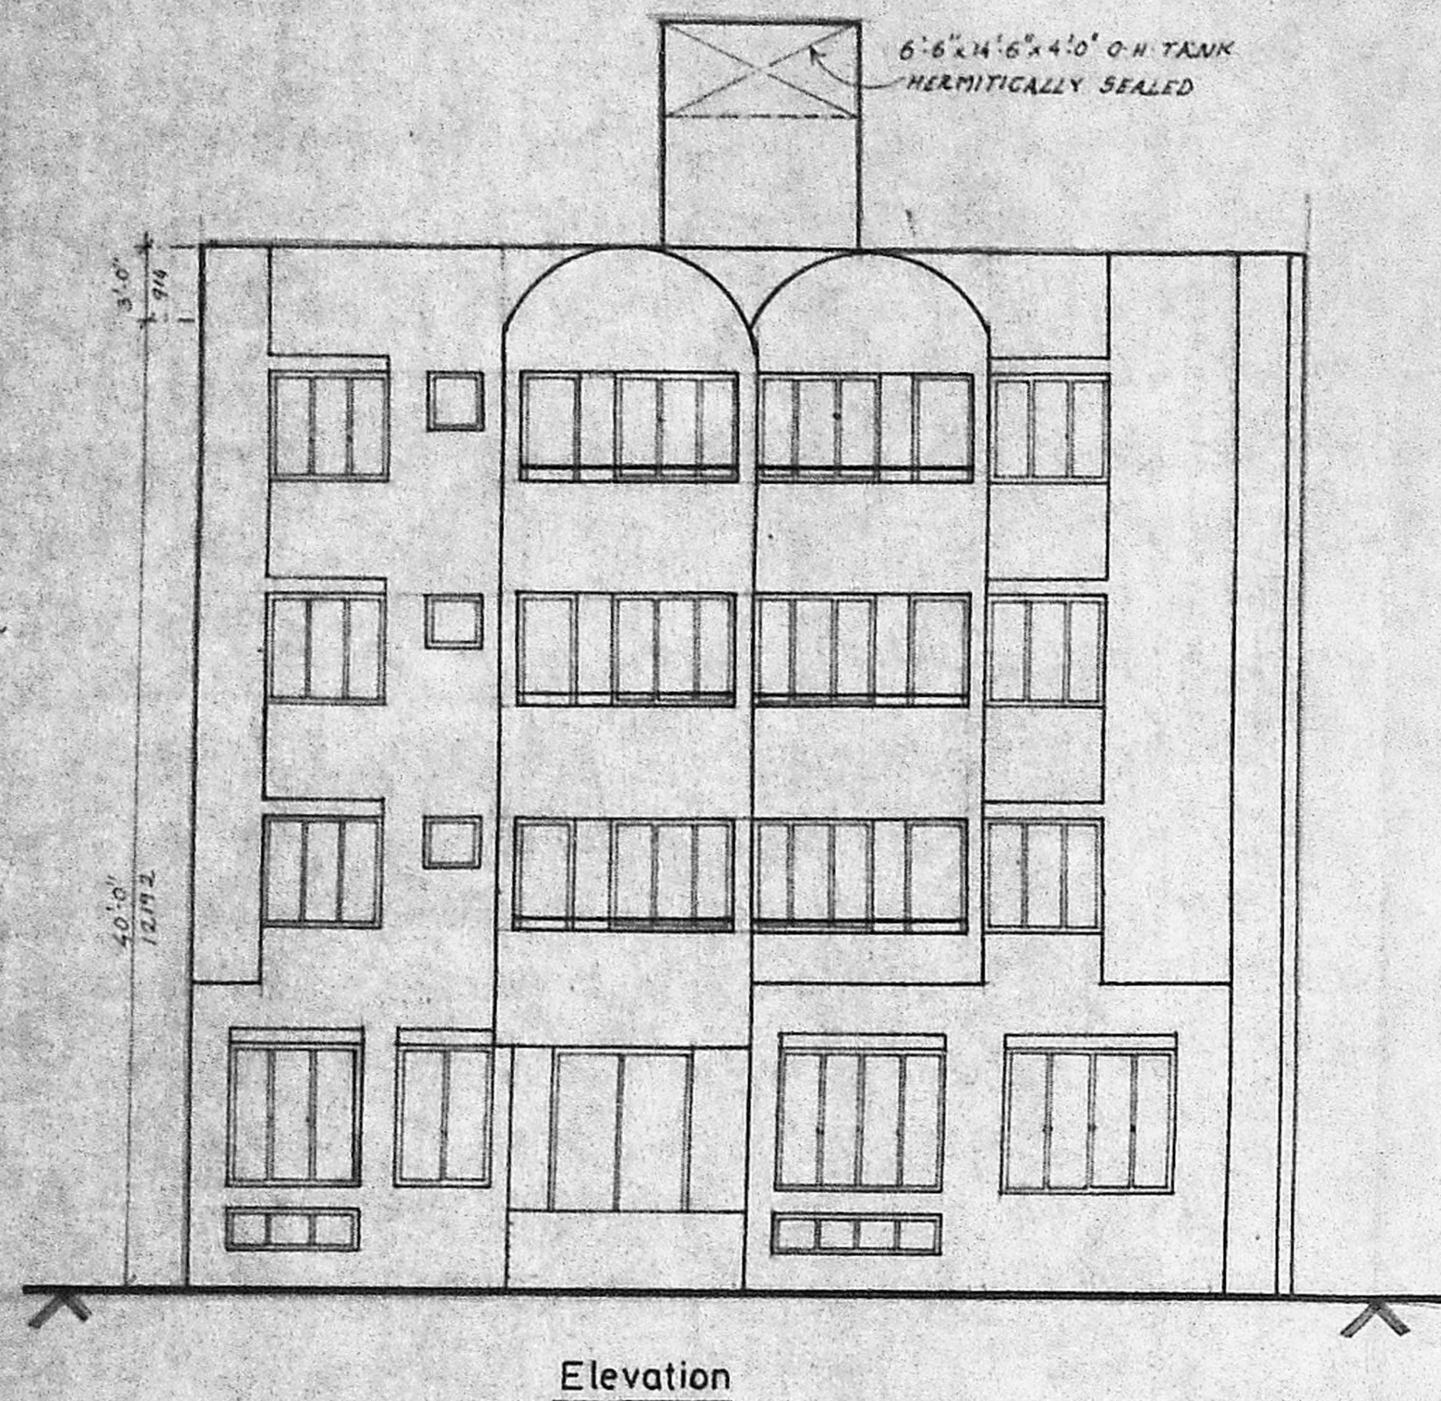 6'-6"x14'-6"x4'-0" O.H. TANK
HERMITICALLY SEALED
3'-0"
914
40'-0"
12192
Elevation